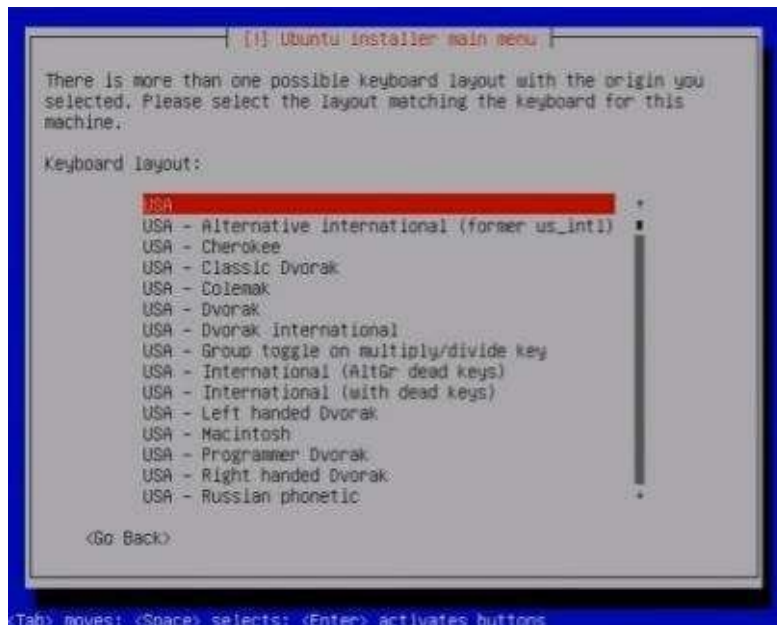 [!] Ubuntu installer main menu
There is more than one possible keyboard layout with the origin you
selected. Please select the layout matching the keyboard for this
machine.
Keyboard layout:
USA
USA - Alternative international (former us_intl)
USA - Cherokee
USA - Classic Dvorak
USA - Colemak
USA - Dvorak
USA - Dvorak international
USA - Group toggle on multiply/divide key
USA - International (AltGr dead keys)
USA - International (with dead keys)
USA - Left handed Dvorak
USA - Macintosh
USA - Programmer Dvorak
USA - Right handed Dvorak
USA - Russian phonetic
<Go Back>
<Tab> moves; <Space> selects; <Enter> activates buttons